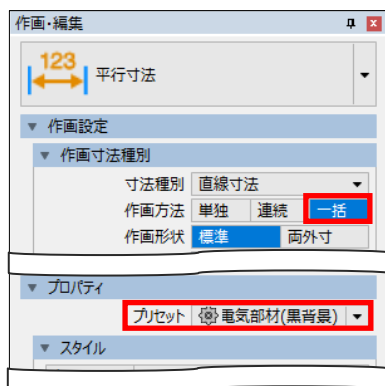 作画・編集
123
平行寸法
作画設定
作画寸法種別
寸法種別 直線寸法
作画方法 単独 連続 一括
作画形状 標準 両外寸
プロパティ
プリセット 電気部材(黒背景)
スタイル